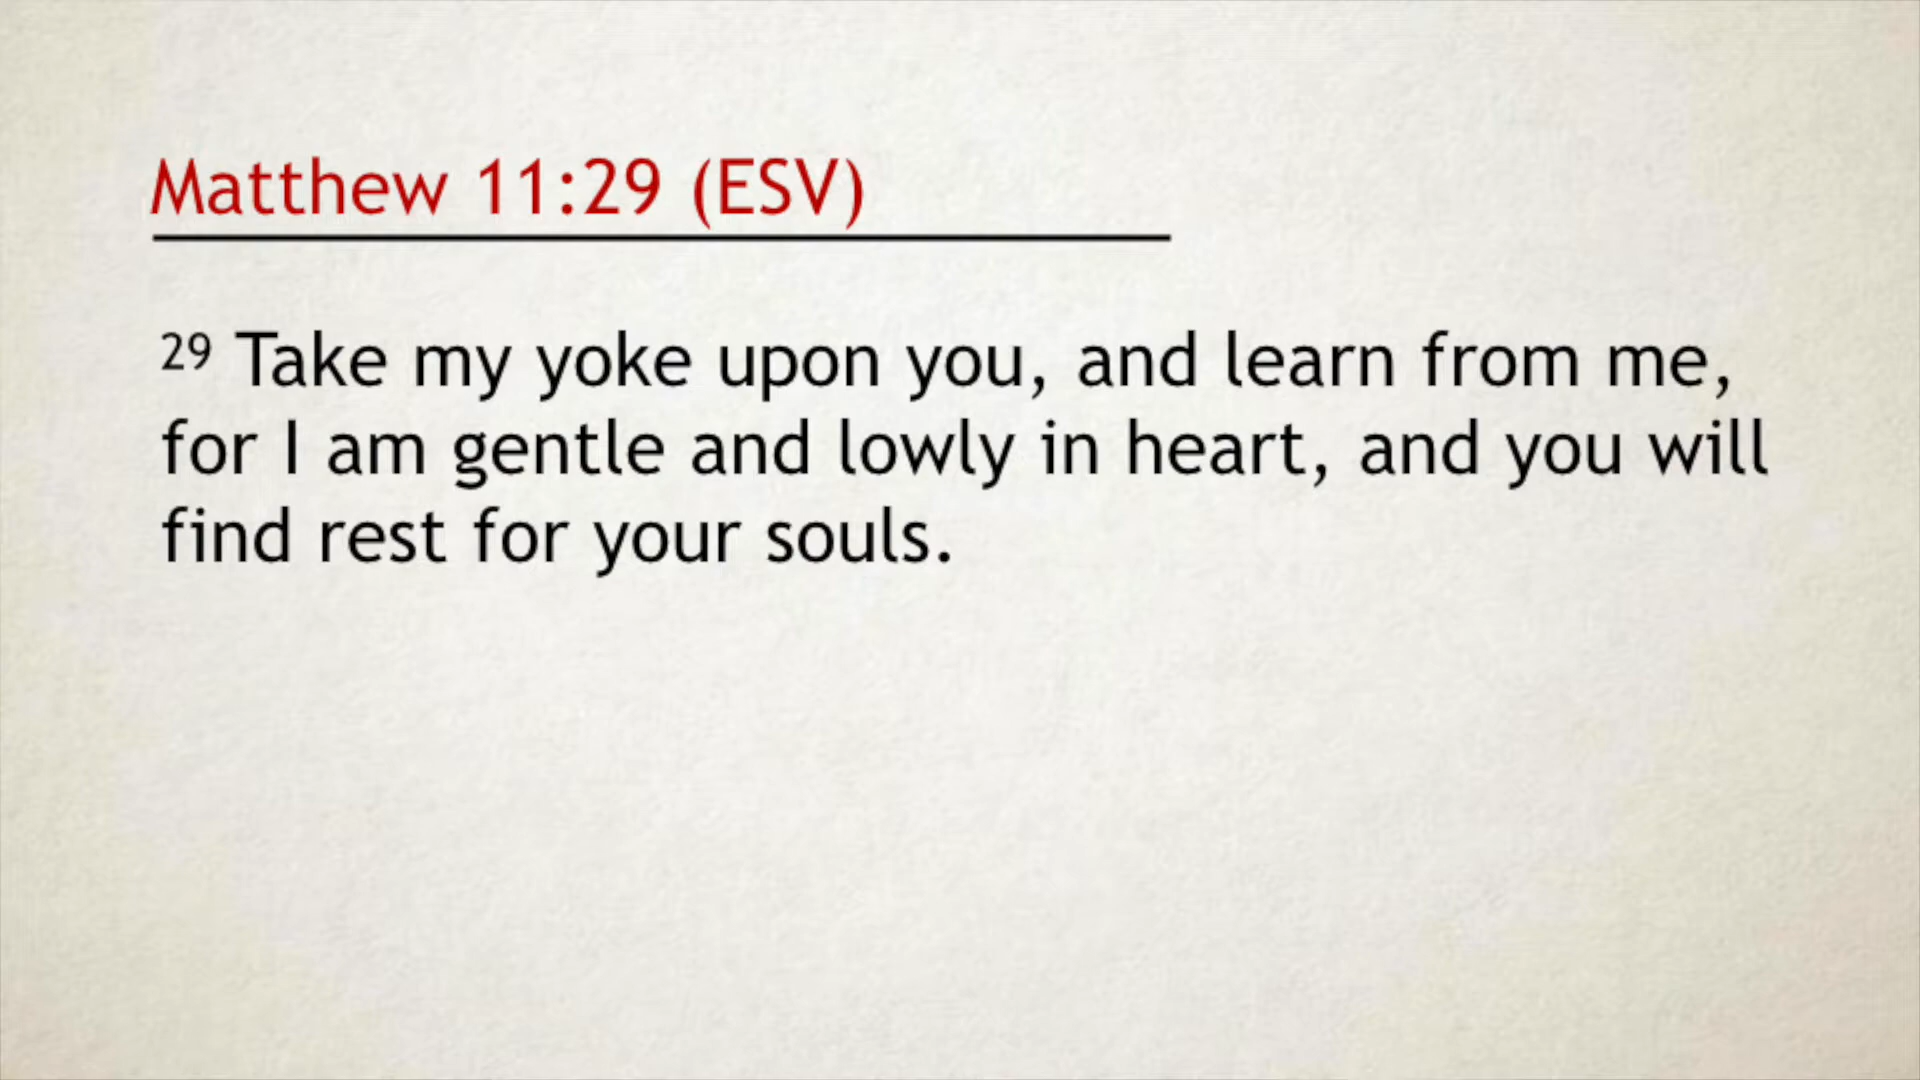 Matthew 11:29 (ESV)
29 Take my yoke upon you, and learn from me,
for I am gentle and lowly in heart, and you will
find rest for your souls.